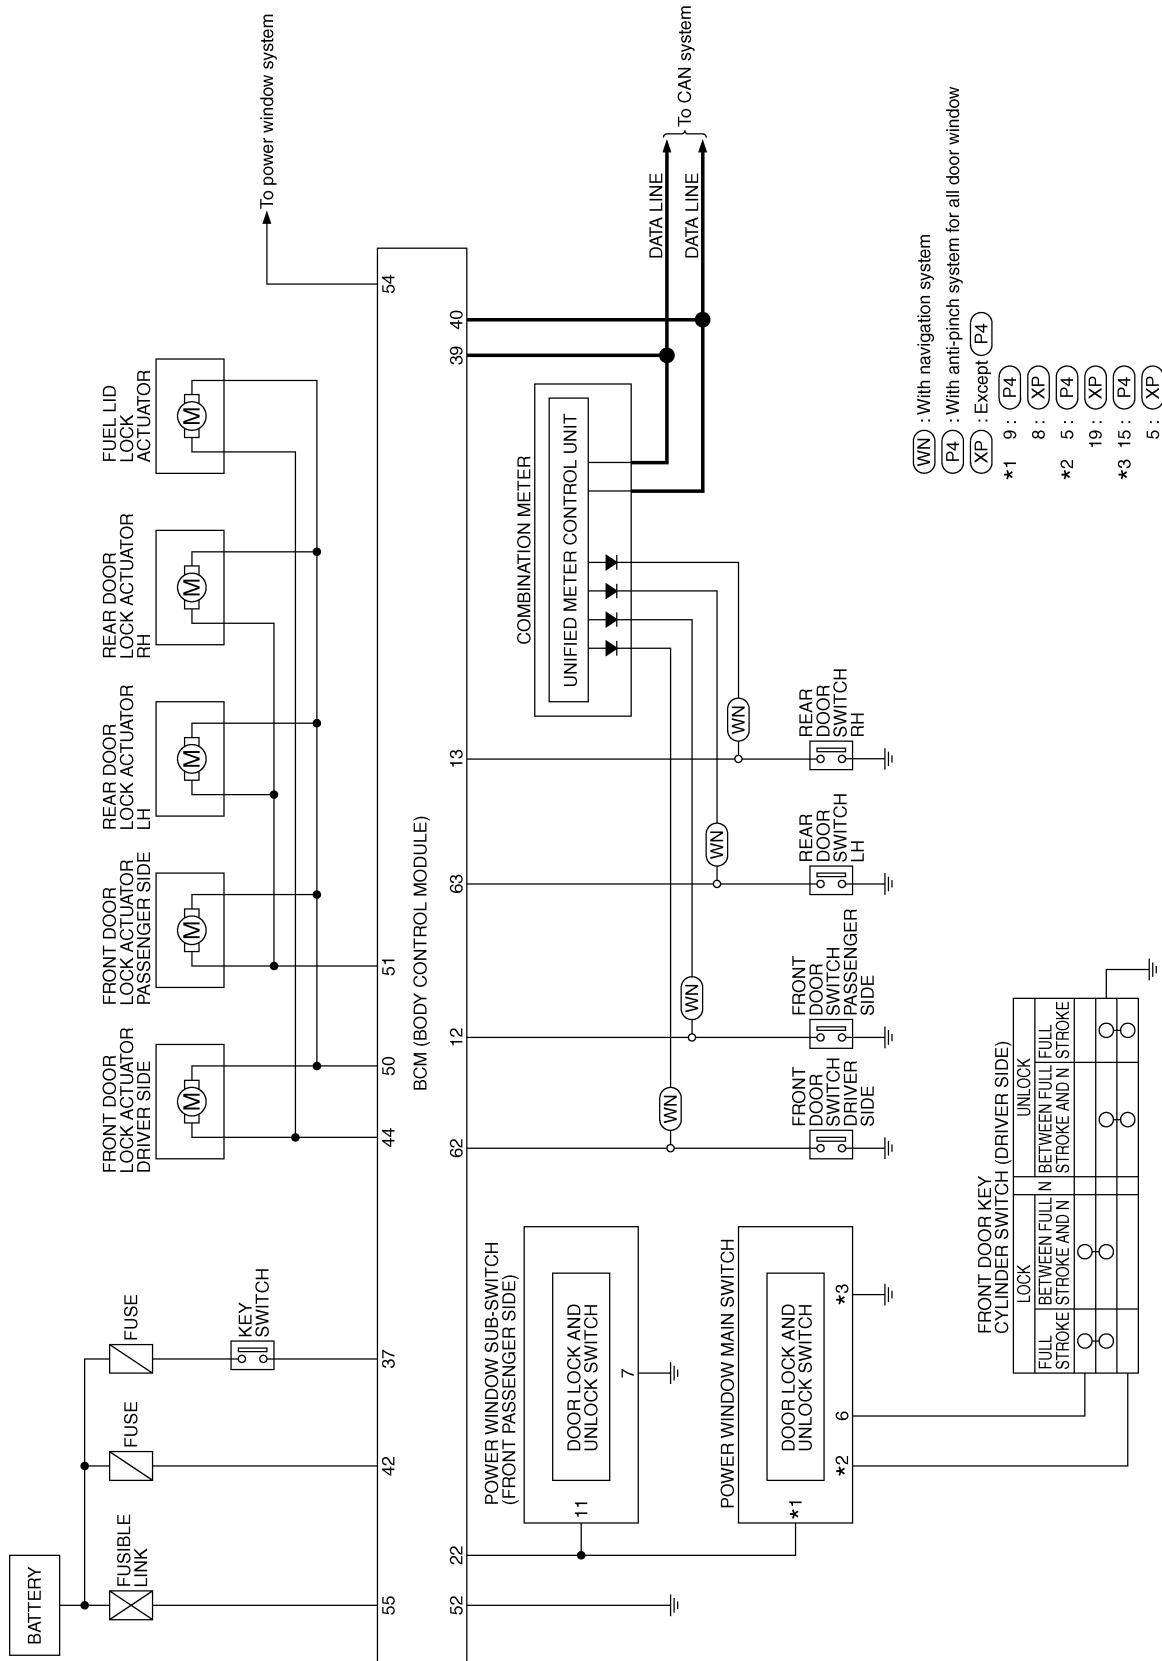 BATTERY
FUSIBLE
LINK
FUSE
FUSE
KEY
SWITCH
FRONT DOOR
LOCK ACTUATOR
DRIVER SIDE
M
FRONT DOOR
LOCK ACTUATOR
PASSENGER SIDE
M
REAR DOOR
LOCK ACTUATOR
LH
M
REAR DOOR
LOCK ACTUATOR
RH
M
FUEL LID
LOCK
ACTUATOR
M
To power window system
55
42
37
44
50
51
54
BCM (BODY CONTROL MODULE)
52
22
62
12
63
13
39
40
POWER WINDOW SUB-SWITCH
(FRONT PASSENGER SIDE)
DOOR LOCK AND
UNLOCK SWITCH
11
7
POWER WINDOW MAIN SWITCH
DOOR LOCK AND
UNLOCK SWITCH
*1
*2
6
*3
COMBINATION METER
UNIFIED METER CONTROL UNIT
WN
WN
WN
WN
DATA LINE
DATA LINE
To CAN system
FRONT
DOOR
SWITCH
DRIVER
SIDE
FRONT
DOOR
SWITCH
PASSENGER
SIDE
REAR
DOOR
SWITCH
LH
REAR
DOOR
SWITCH
RH
FRONT DOOR KEY
CYLINDER SWITCH (DRIVER SIDE)
LOCK
UNLOCK
FULL
STROKE
BETWEEN FULL
STROKE AND N
N
BETWEEN FULL
STROKE AND N
FULL
STROKE
WN : With navigation system
P4 : With anti-pinch system for all door window
XP : Except P4
*1 9 : P4
8 : XP
*2 5 : P4
19 : XP
*3 15 : P4
5 : XP